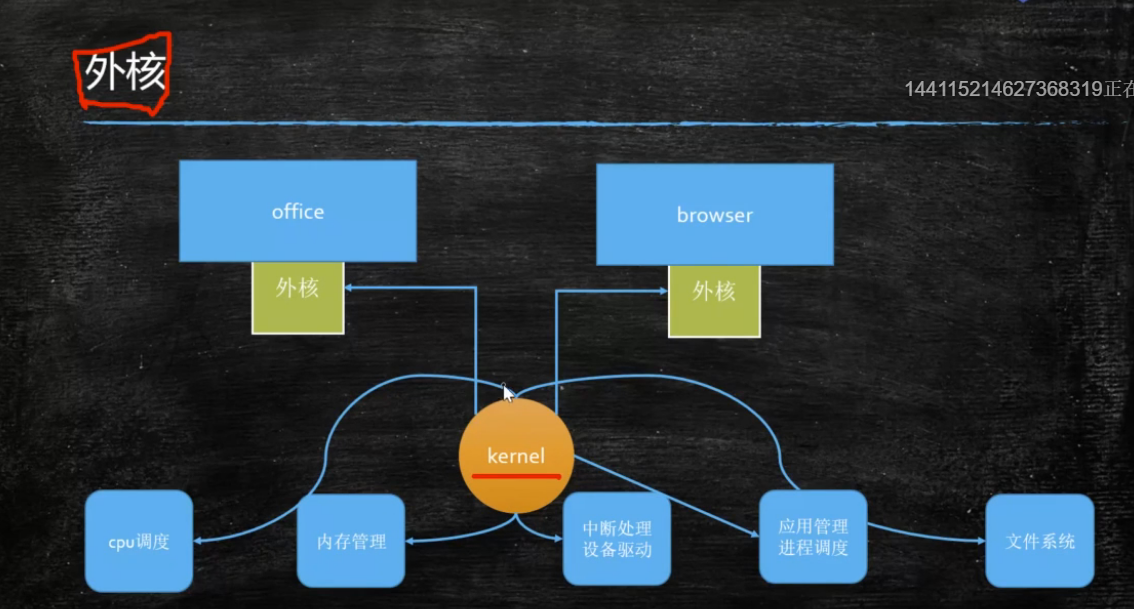 外核
144115214627368319正在
office
browser
外核
外核
kernel
cpu调度
内存管理
中断处理
设备驱动
应用管理
进程调度
文件系统